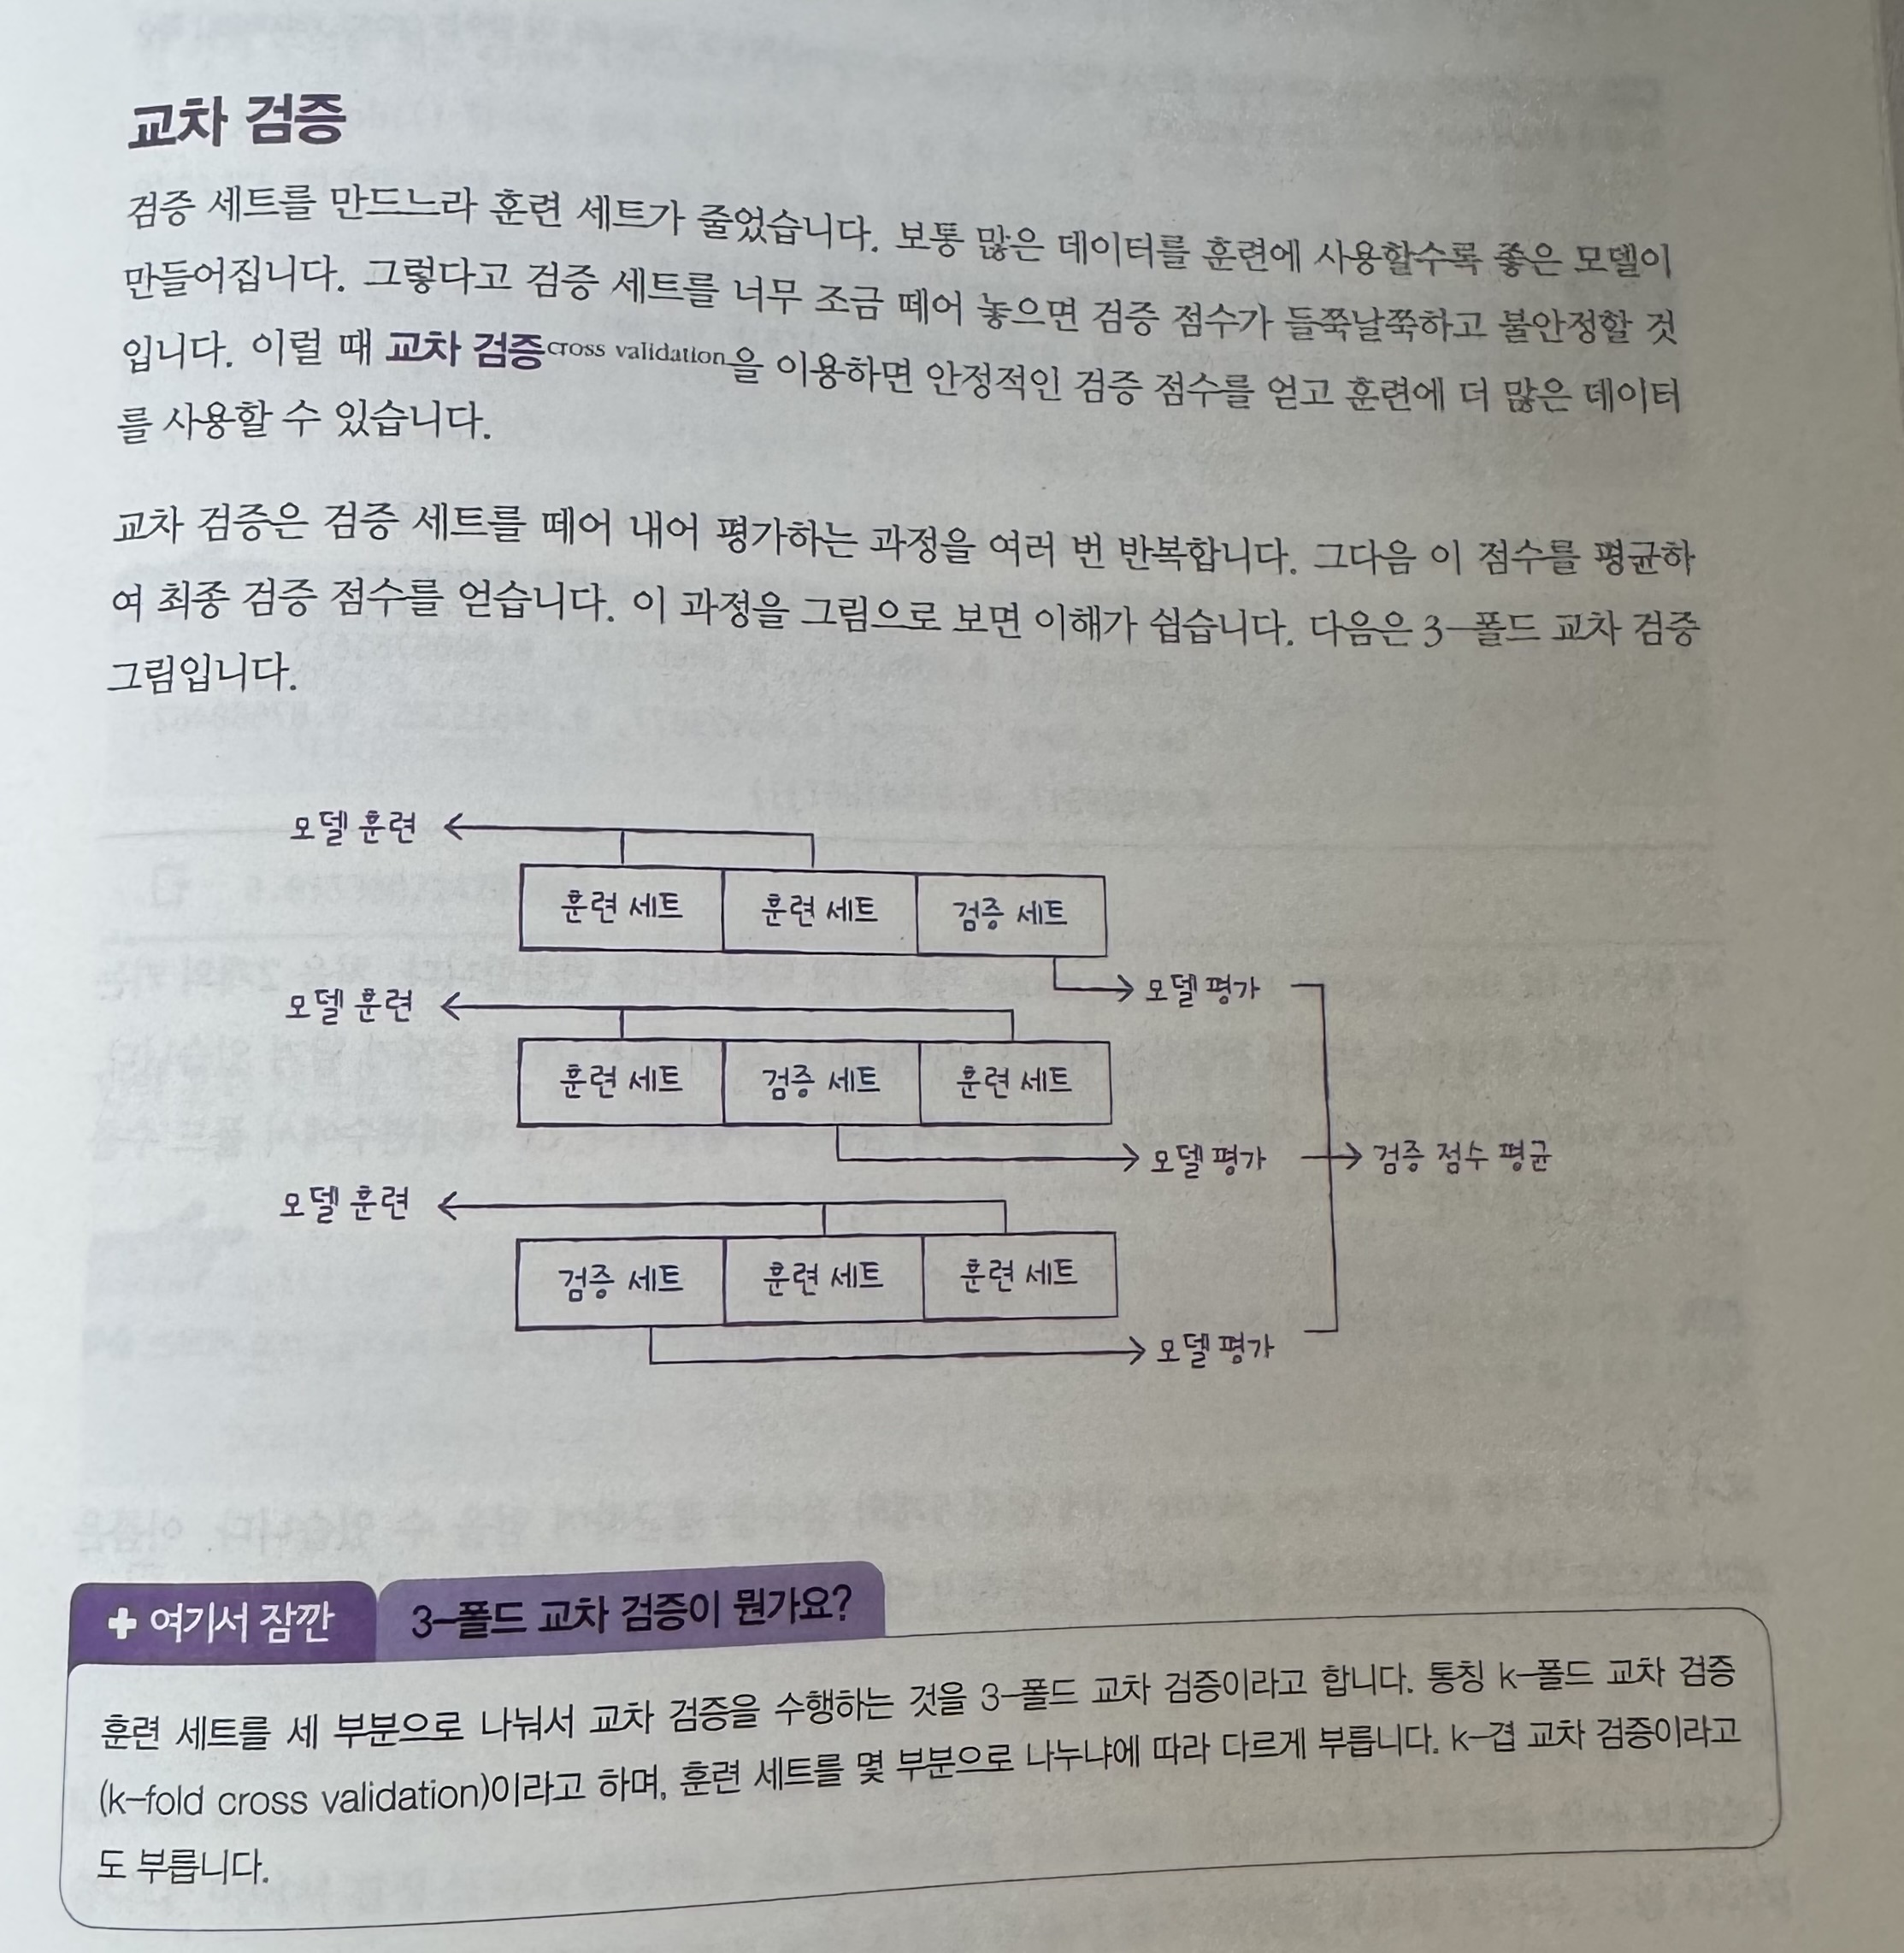 교차 검증
검증 세트를 만드느라 훈련 세트가 줄었습니다. 보통 많은 데이터를 훈련에 사용할수록 좋은 모델이
만들어집니다. 그렇다고 검증 세트를 너무 조금 떼어 놓으면 검증 점수가 들쭉날쭉하고 불안정할 것
입니다. 이럴 때 교차 검증cross validation을 이용하면 안정적인 검증 점수를 얻고 훈련에 더 많은 데이터
를 사용할 수 있습니다.
교차 검증은 검증 세트를 떼어 내어 평가하는 과정을 여러 번 반복합니다. 그다음 이 점수를 평균하
여 최종 검증 점수를 얻습니다. 이 과정을 그림으로 보면 이해가 쉽습니다. 다음은 3-폴드 교차 검증
그림입니다.
모델 훈련
훈련 세트 훈련 세트 검증 세트
모델 평가
모델 훈련
훈련 세트 검증 세트 훈련 세트
모델 평가 검증 점수 평균
모델 훈련
검증 세트 훈련 세트 훈련 세트
모델 평가
+ 여기서 잠깐 3-폴드 교차 검증이 뭔가요?
훈련 세트를 세 부분으로 나눠서 교차 검증을 수행하는 것을 3-폴드 교차 검증이라고 합니다. 통칭 k-폴드 교차 검증
(k-fold cross validation)이라고 하며, 훈련 세트를 몇 부분으로 나누냐에 따라 다르게 부릅니다. k-겹 교차 검증이라고
도 부릅니다.